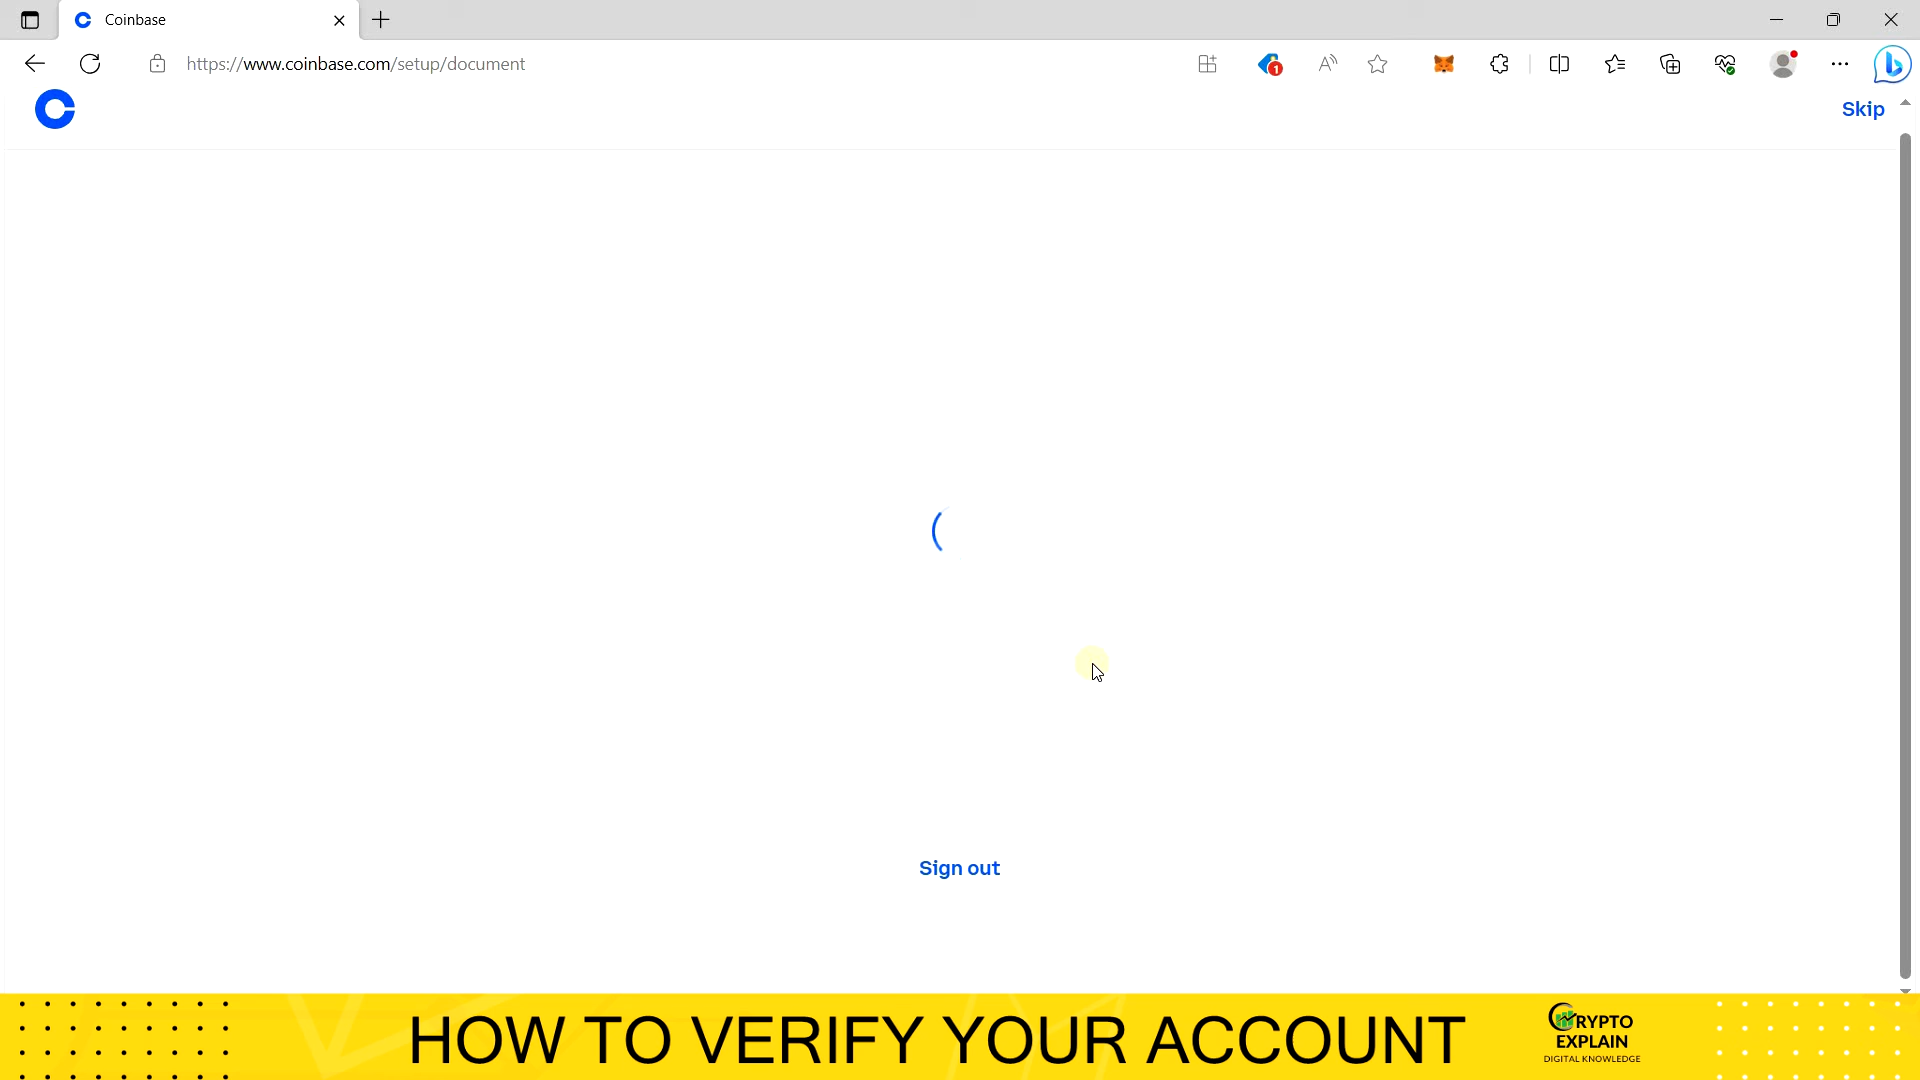 Coinbase
https://www.coinbase.com/setup/document
1
Skip
Sign out
HOW TO VERIFY YOUR ACCOUNT
CRYPTO
EXPLAIN
DIGITAL KNOWLEDGE